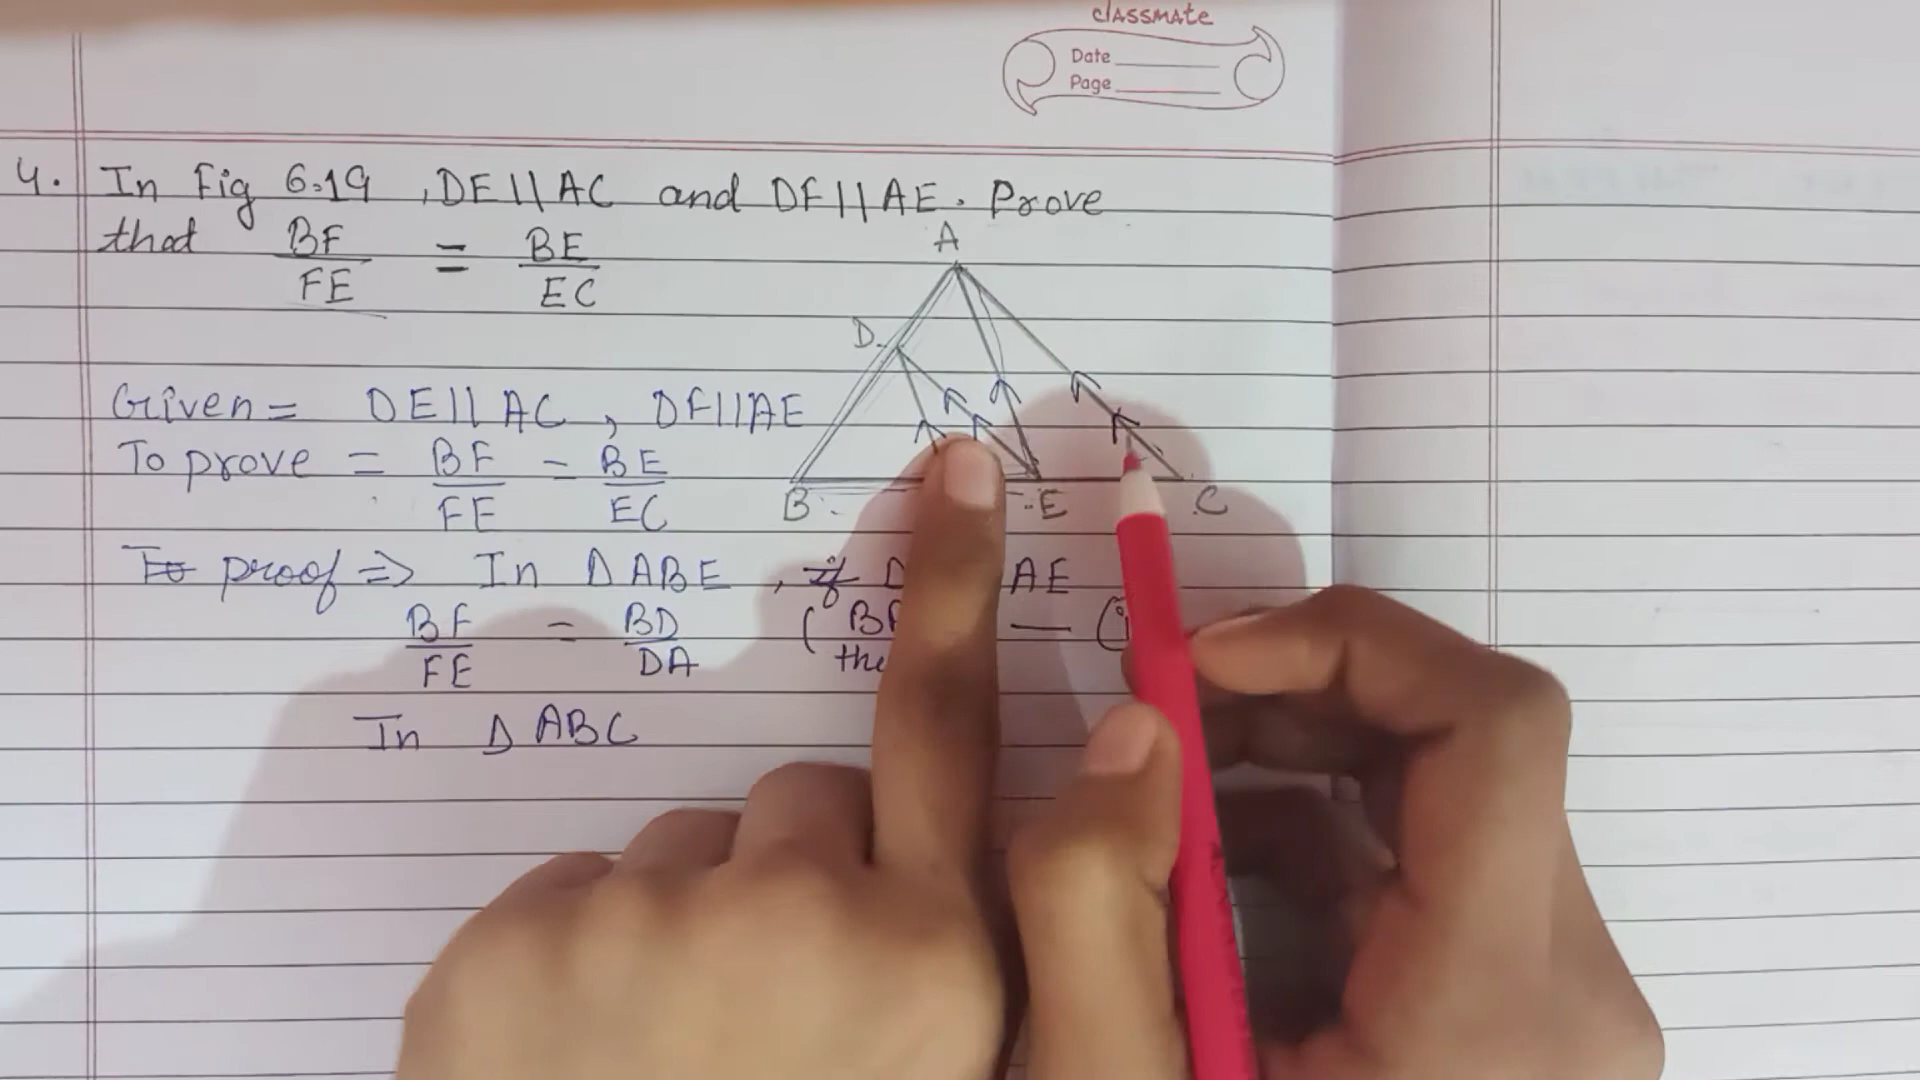 classmate
Date
Page
4. In Fig 6.19, DE||AC and DF||AE. Prove
that BF/FE = BE/EC
A
D
B E C
Given = DE||AC, DF||AE
To prove = BF/FE = BE/EC
To proof => In Δ ABE, if AE
BF/FE = BD/DA
In Δ ABC